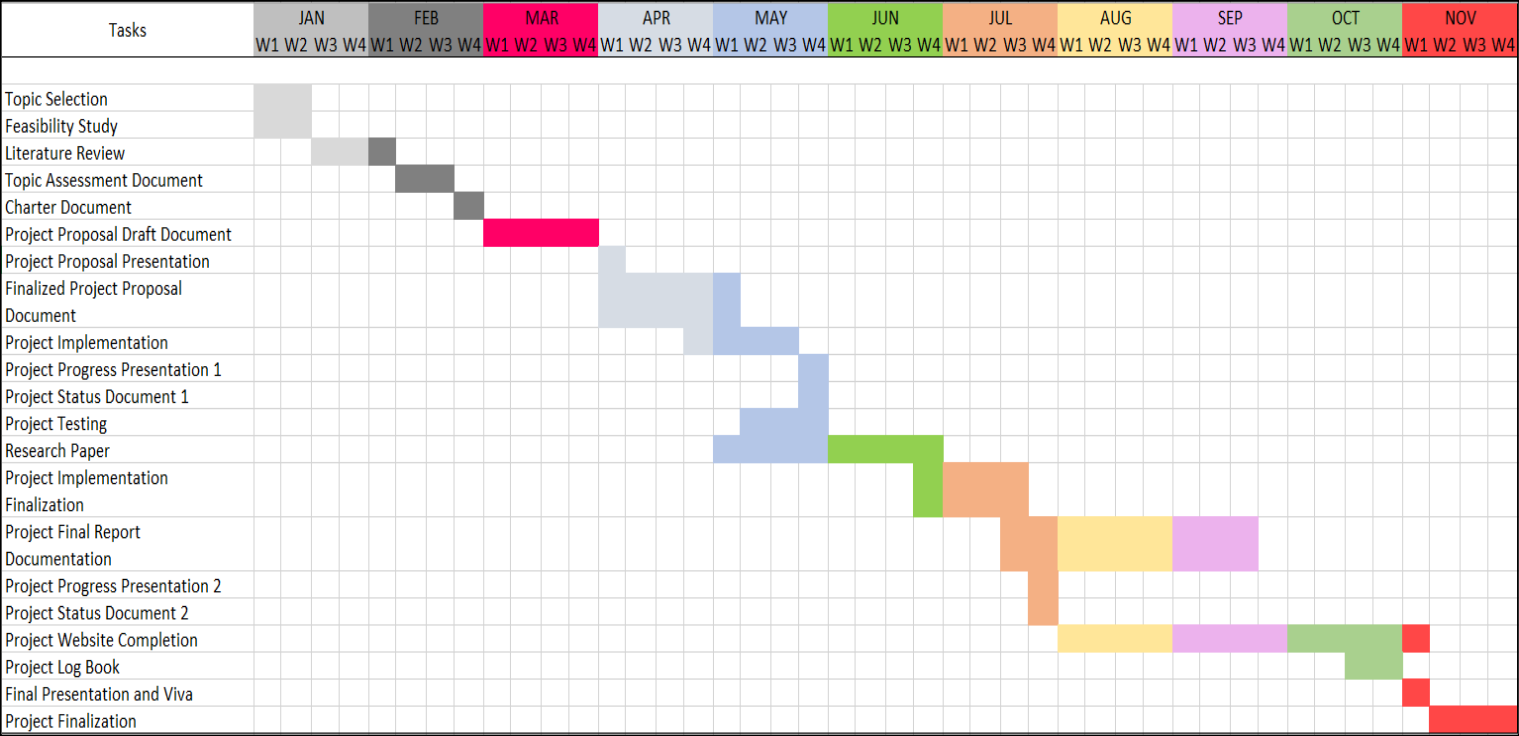 Tasks
JAN FEB MAR APR MAY JUN JUL AUG SEP OCT NOV
W1 W2 W3 W4 W1 W2 W3 W4 W1 W2 W3 W4 W1 W2 W3 W4 W1 W2 W3 W4 W1 W2 W3 W4 W1 W2 W3 W4 W1 W2 W3 W4 W1 W2 W3 W4 W1 W2 W3 W4 W1 W2 W3 W4
Topic Selection
Feasibility Study
Literature Review
Topic Assessment Document
Charter Document
Project Proposal Draft Document
Project Proposal Presentation
Finalized Project Proposal
Document
Project Implementation
Project Progress Presentation 1
Project Status Document 1
Project Testing
Research Paper
Project Implementation
Finalization
Project Final Report
Documentation
Project Progress Presentation 2
Project Status Document 2
Project Website Completion
Project Log Book
Final Presentation and Viva
Project Finalization